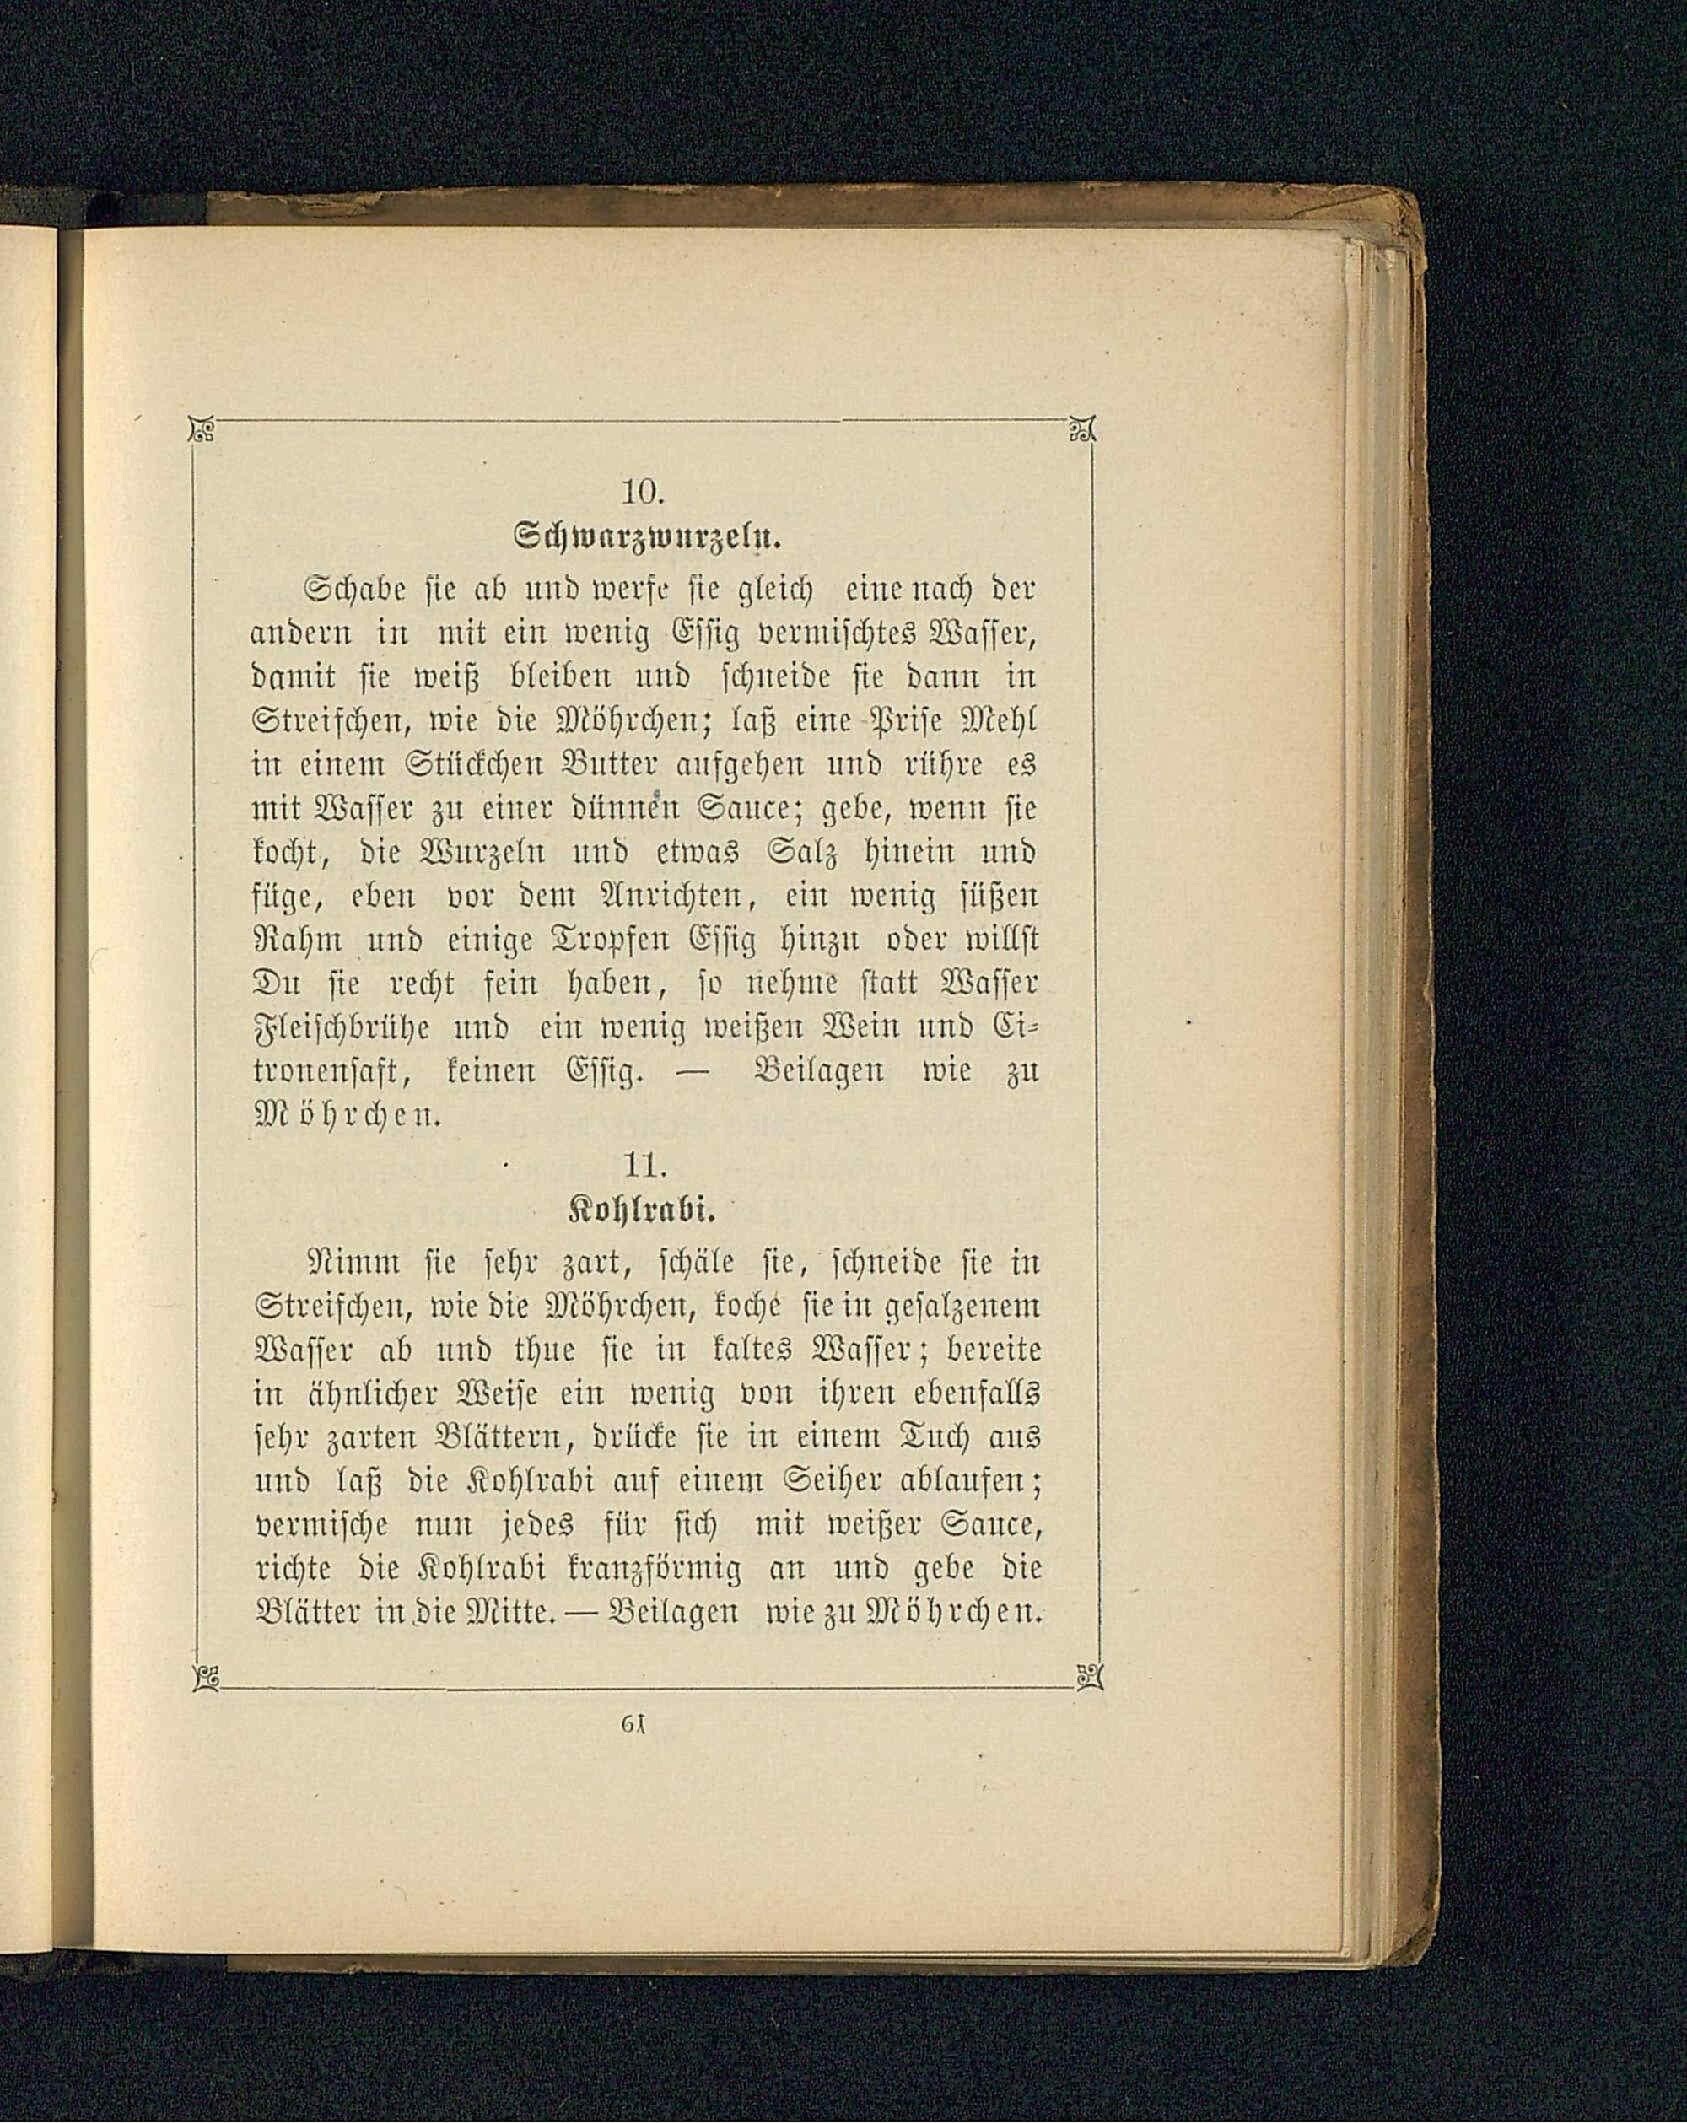 10.
Schwarzwurzeln.
Schabe sie ab und werfe sie gleich eine nach der
andern in mit ein wenig Essig vermischtes Wasser,
damit sie weiß bleiben und schneide sie dann in
Streifchen, wie die Möhrchen; laß eine Prise Mehl
in einem Stückchen Butter aufgehen und rühre es
mit Wasser zu einer dünnen Sauce; gebe, wenn sie
kocht, die Wurzeln und etwas Salz hinein und
füge, eben vor dem Anrichten, ein wenig süßen
Rahm und einige Tropfen Essig hinzu oder willst
Du sie recht fein haben, so nehme statt Wasser
Fleischbrühe und ein wenig weißen Wein und Ci-
tronensaft, keinen Essig. — Beilagen wie zu
Möhrchen.
11.
Kohlrabi.
Nimm sie sehr zart, schäle sie, schneide sie in
Streifchen, wie die Möhrchen, koche sie in gesalzenem
Wasser ab und thue sie in kaltes Wasser; bereite
in ähnlicher Weise ein wenig von ihren ebenfalls
sehr zarten Blättern, drücke sie in einem Tuch aus
und laß die Kohlrabi auf einem Seiher ablaufen;
vermische nun jedes für sich mit weißer Sauce,
richte die Kohlrabi kranzförmig an und gebe die
Blätter in die Mitte. — Beilagen wie zu Möhrchen.
61